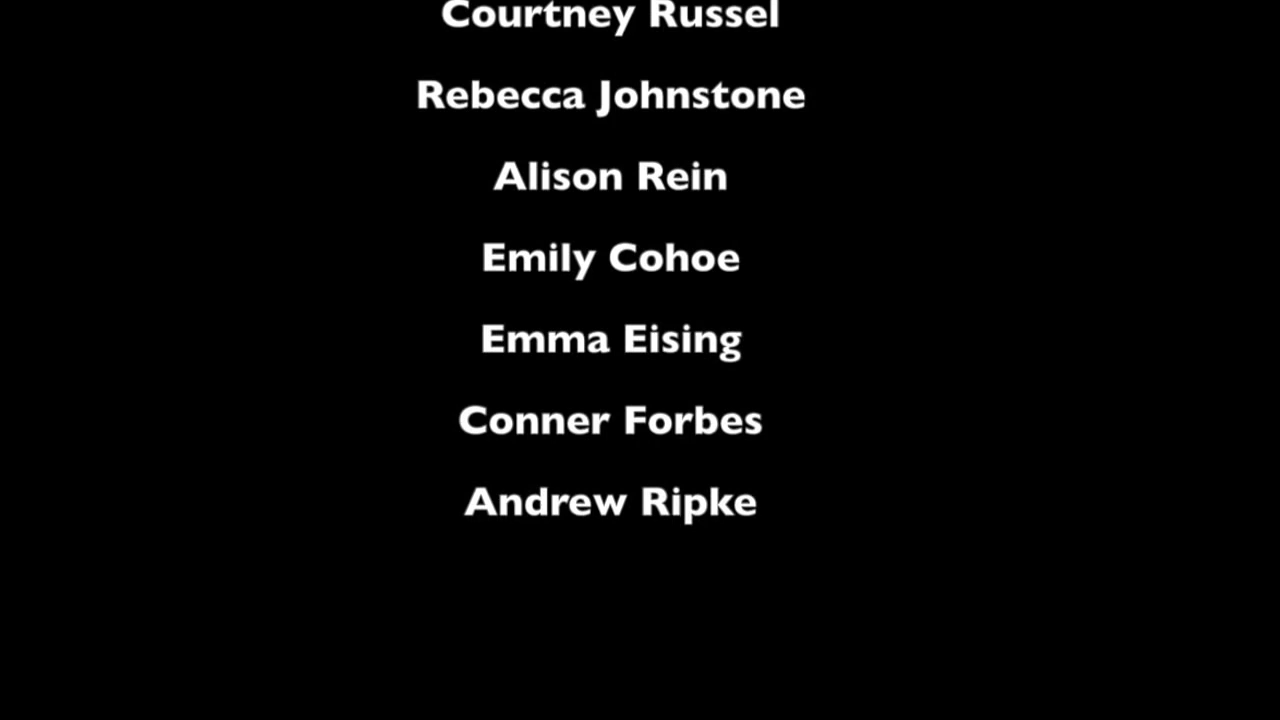 Courtney Russel
Rebecca Johnstone
Alison Rein
Emily Cohoe
Emma Eising
Conner Forbes
Andrew Ripke